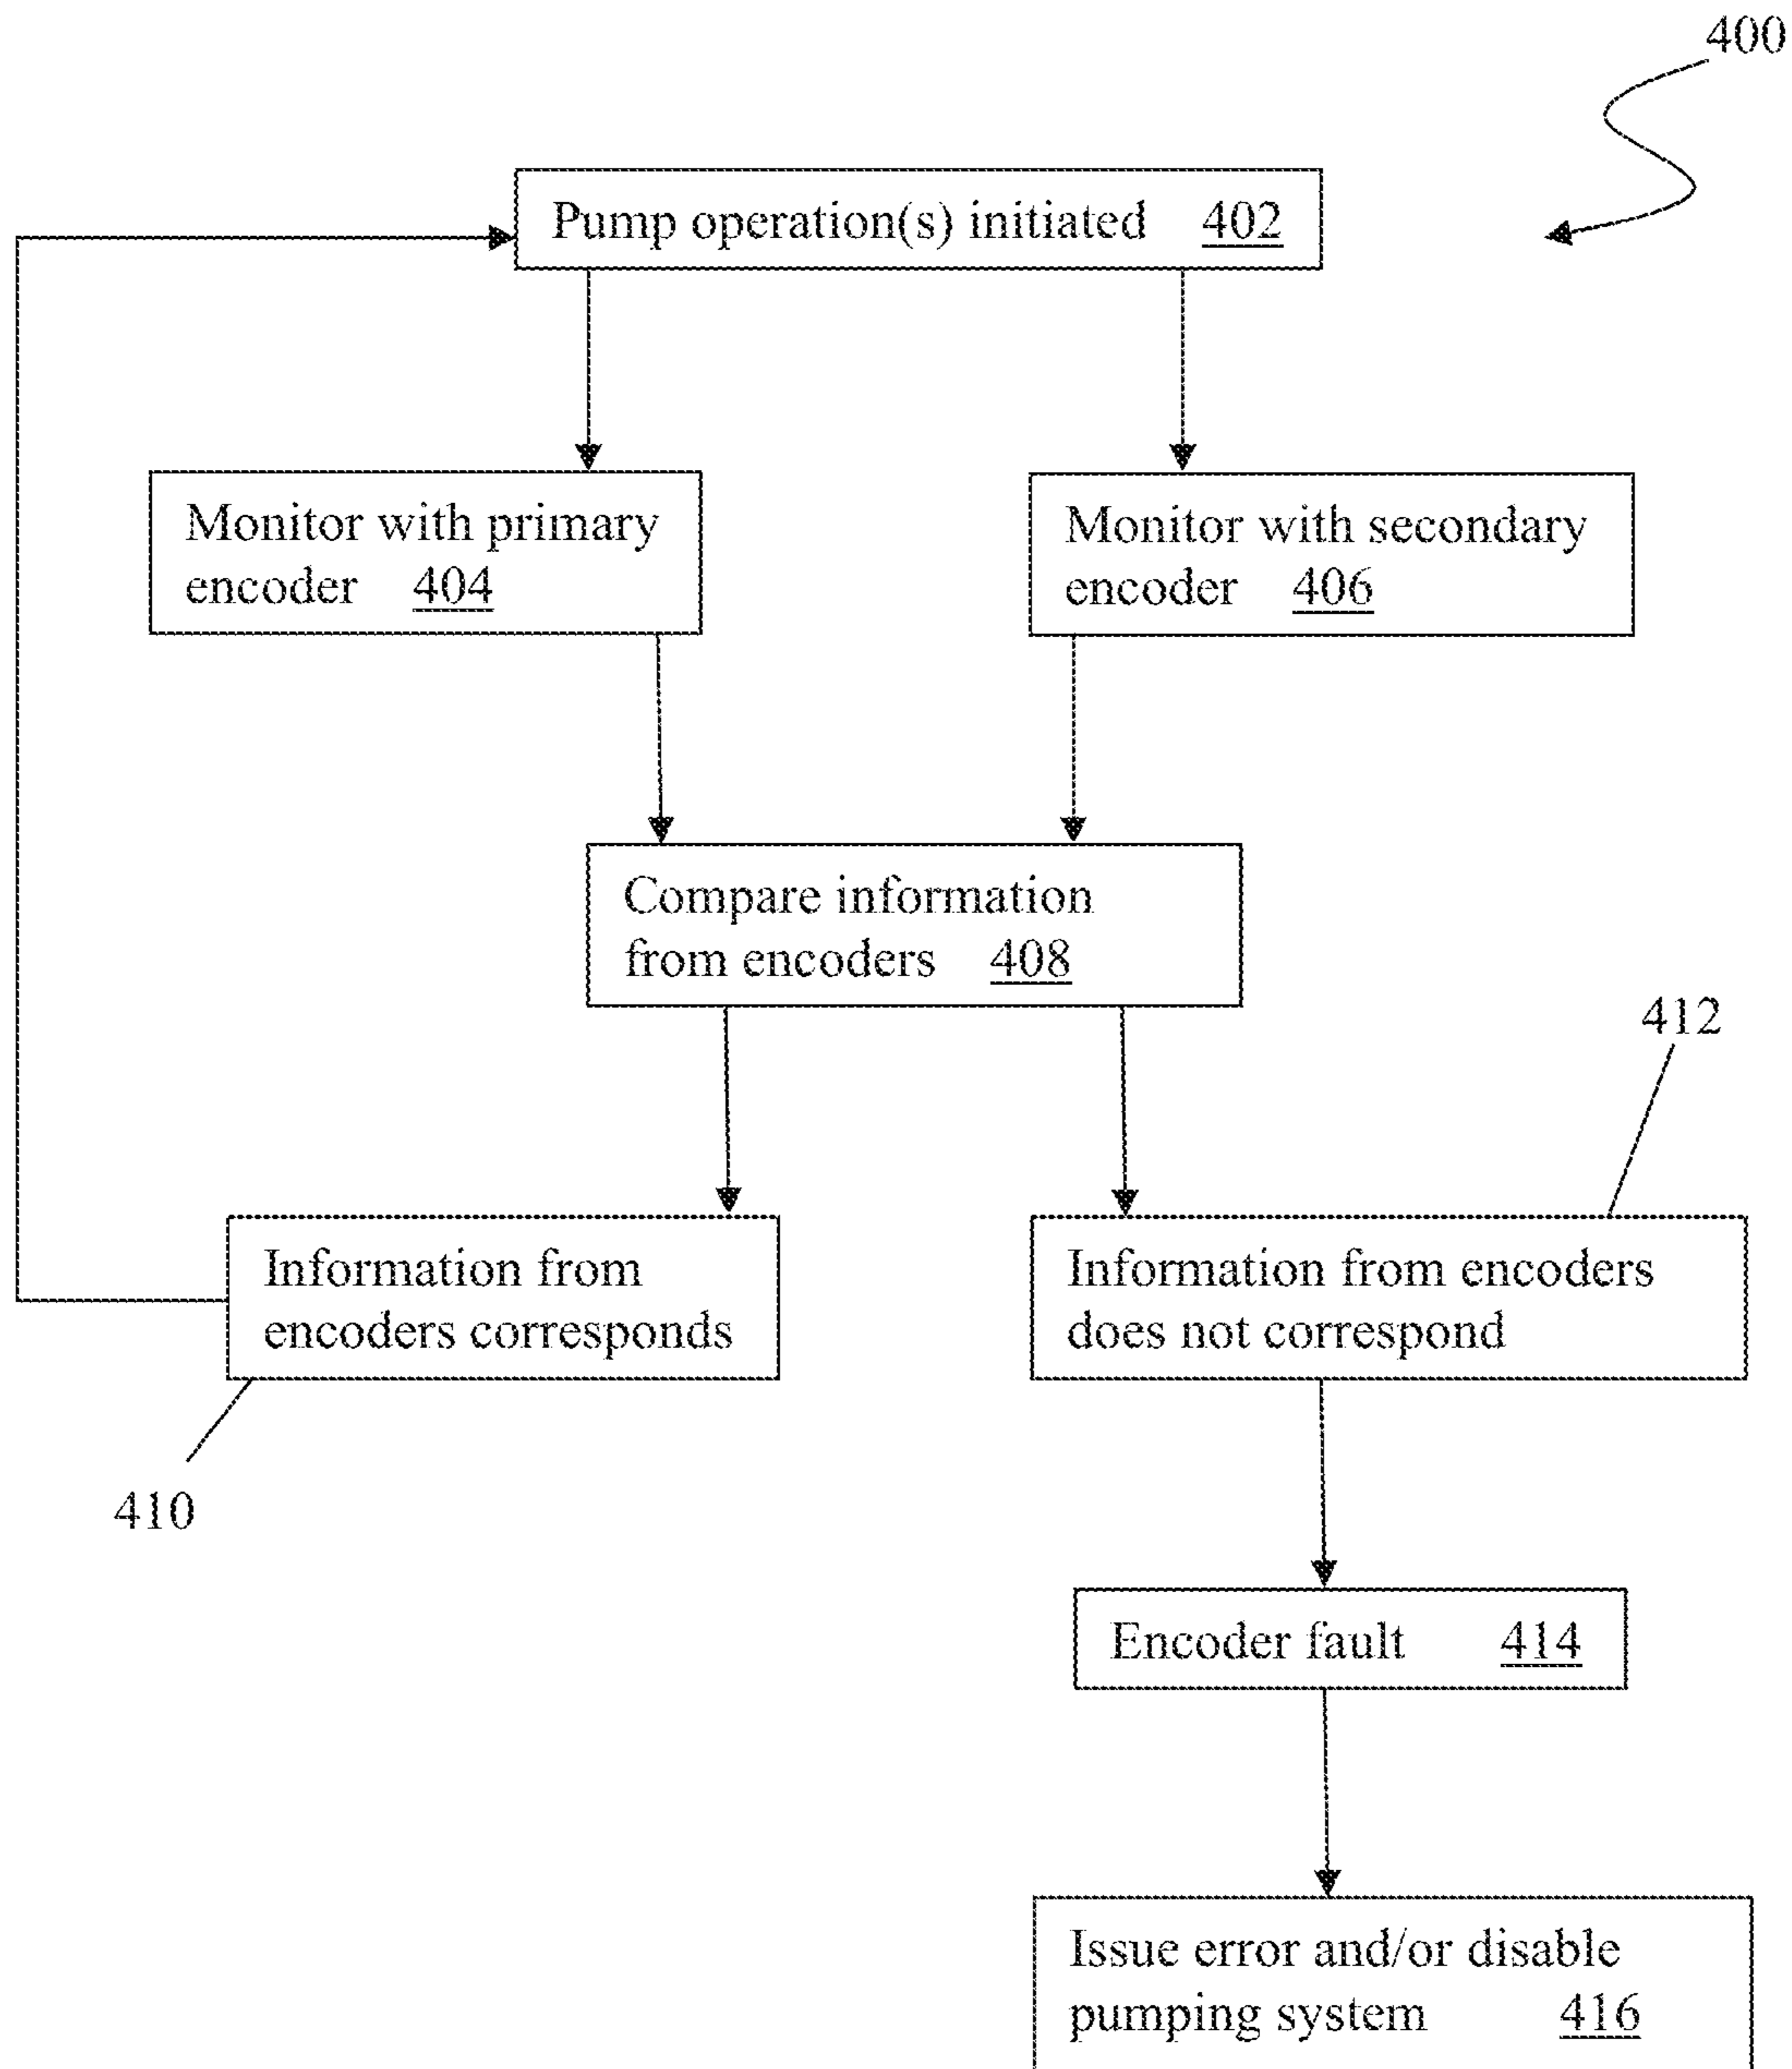 400
Pump operation(s) initiated 402
Monitor with primary
encoder 404
Monitor with secondary
encoder 406
Compare information
from encoders 408
412
Information from
encoders corresponds
Information from encoders
does not correspond
410
Encoder fault 414
Issue error and/or disable
pumping system 416